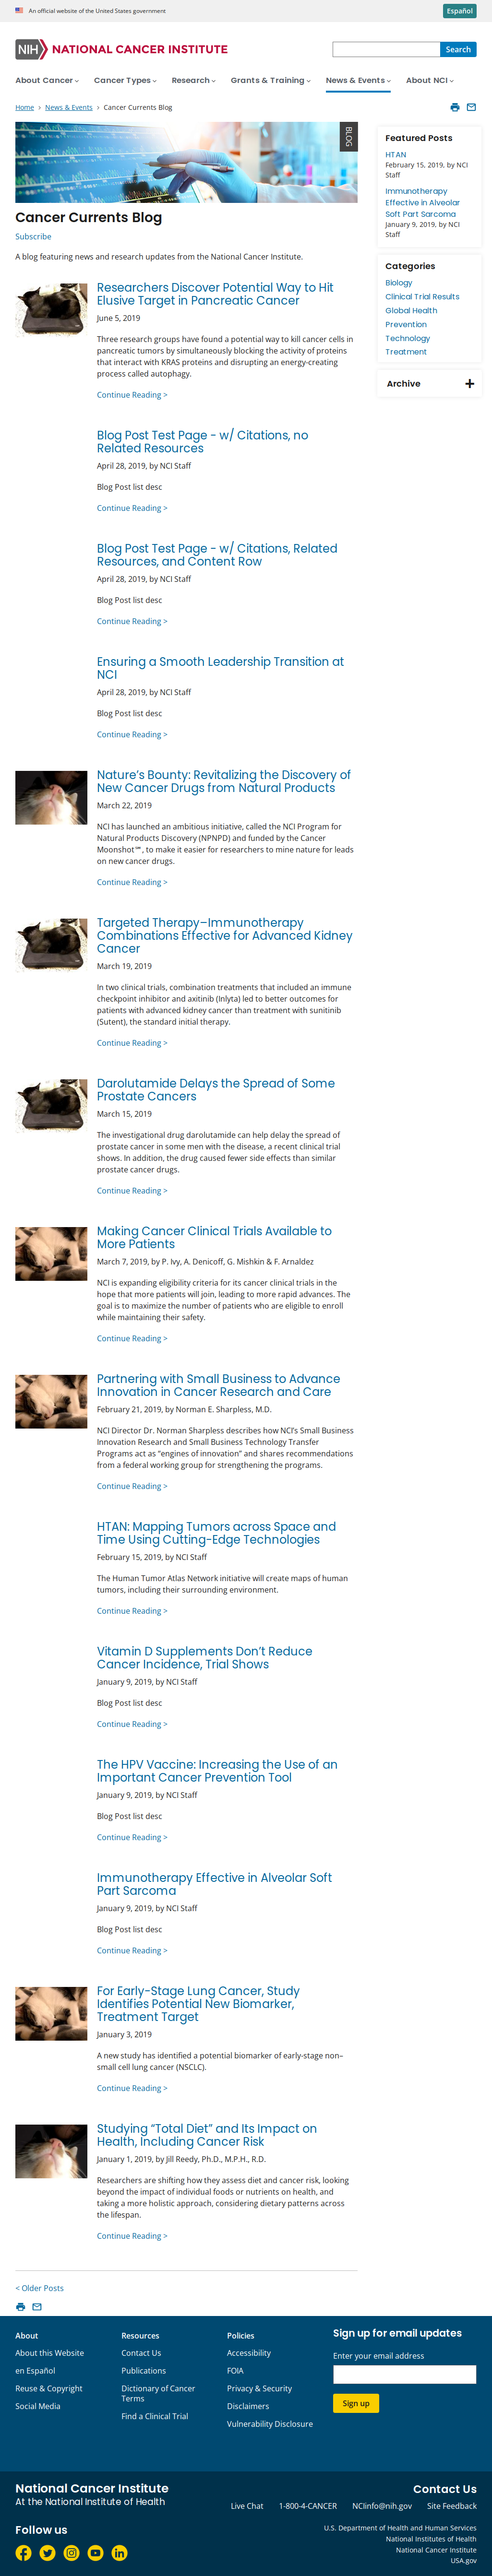 An official website of the United States government
Español
NIH NATIONAL CANCER INSTITUTE
Search
About Cancer
Cancer Types
Research
Grants & Training
News & Events
About NCI
Home › News & Events › Cancer Currents Blog
BLOG
Cancer Currents Blog
Subscribe
A blog featuring news and research updates from the National Cancer Institute.
Researchers Discover Potential Way to Hit
Elusive Target in Pancreatic Cancer
June 5, 2019
Three research groups have found a potential way to kill cancer cells in
pancreatic tumors by simultaneously blocking the activity of proteins
that interact with KRAS proteins and disrupting an energy-creating
process called autophagy.
Continue Reading >
Blog Post Test Page - w/ Citations, no
Related Resources
April 28, 2019, by NCI Staff
Blog Post list desc
Continue Reading >
Blog Post Test Page - w/ Citations, Related
Resources, and Content Row
April 28, 2019, by NCI Staff
Blog Post list desc
Continue Reading >
Ensuring a Smooth Leadership Transition at
NCI
April 28, 2019, by NCI Staff
Blog Post list desc
Continue Reading >
Nature’s Bounty: Revitalizing the Discovery of
New Cancer Drugs from Natural Products
March 22, 2019
NCI has launched an ambitious initiative, called the NCI Program for
Natural Products Discovery (NPNPD) and funded by the Cancer
Moonshot℠, to make it easier for researchers to mine nature for leads
on new cancer drugs.
Continue Reading >
Targeted Therapy–Immunotherapy
Combinations Effective for Advanced Kidney
Cancer
March 19, 2019
In two clinical trials, combination treatments that included an immune
checkpoint inhibitor and axitinib (Inlyta) led to better outcomes for
patients with advanced kidney cancer than treatment with sunitinib
(Sutent), the standard initial therapy.
Continue Reading >
Darolutamide Delays the Spread of Some
Prostate Cancers
March 15, 2019
The investigational drug darolutamide can help delay the spread of
prostate cancer in some men with the disease, a recent clinical trial
shows. In addition, the drug caused fewer side effects than similar
prostate cancer drugs.
Continue Reading >
Making Cancer Clinical Trials Available to
More Patients
March 7, 2019, by P. Ivy, A. Denicoff, G. Mishkin & F. Arnaldez
NCI is expanding eligibility criteria for its cancer clinical trials in the
hope that more patients will join, leading to more rapid advances. The
goal is to maximize the number of patients who are eligible to enroll
while maintaining their safety.
Continue Reading >
Partnering with Small Business to Advance
Innovation in Cancer Research and Care
February 21, 2019, by Norman E. Sharpless, M.D.
NCI Director Dr. Norman Sharpless describes how NCI’s Small Business
Innovation Research and Small Business Technology Transfer
Programs act as “engines of innovation” and shares recommendations
from a federal working group for strengthening the programs.
Continue Reading >
HTAN: Mapping Tumors across Space and
Time Using Cutting-Edge Technologies
February 15, 2019, by NCI Staff
The Human Tumor Atlas Network initiative will create maps of human
tumors, including their surrounding environment.
Continue Reading >
Vitamin D Supplements Don’t Reduce
Cancer Incidence, Trial Shows
January 9, 2019, by NCI Staff
Blog Post list desc
Continue Reading >
The HPV Vaccine: Increasing the Use of an
Important Cancer Prevention Tool
January 9, 2019, by NCI Staff
Blog Post list desc
Continue Reading >
Immunotherapy Effective in Alveolar Soft
Part Sarcoma
January 9, 2019, by NCI Staff
Blog Post list desc
Continue Reading >
For Early-Stage Lung Cancer, Study
Identifies Potential New Biomarker,
Treatment Target
January 3, 2019
A new study has identified a potential biomarker of early-stage non–
small cell lung cancer (NSCLC).
Continue Reading >
Studying “Total Diet” and Its Impact on
Health, Including Cancer Risk
January 1, 2019, by Jill Reedy, Ph.D., M.P.H., R.D.
Researchers are shifting how they assess diet and cancer risk, looking
beyond the impact of individual foods or nutrients on health, and
taking a more holistic approach, considering dietary patterns across
the lifespan.
Continue Reading >
< Older Posts
Featured Posts
HTAN
February 15, 2019, by NCI
Staff
Immunotherapy
Effective in Alveolar
Soft Part Sarcoma
January 9, 2019, by NCI
Staff
Categories
Biology
Clinical Trial Results
Global Health
Prevention
Technology
Treatment
Archive
About
About this Website
en Español
Reuse & Copyright
Social Media
Resources
Contact Us
Publications
Dictionary of Cancer
Terms
Find a Clinical Trial
Policies
Accessibility
FOIA
Privacy & Security
Disclaimers
Vulnerability Disclosure
Sign up for email updates
Enter your email address
Sign up
National Cancer Institute
At the National Institutes of Health
Follow us
Contact Us
Live Chat
1-800-4-CANCER
NCIinfo@nih.gov
Site Feedback
U.S. Department of Health and Human Services
National Institutes of Health
National Cancer Institute
USA.gov